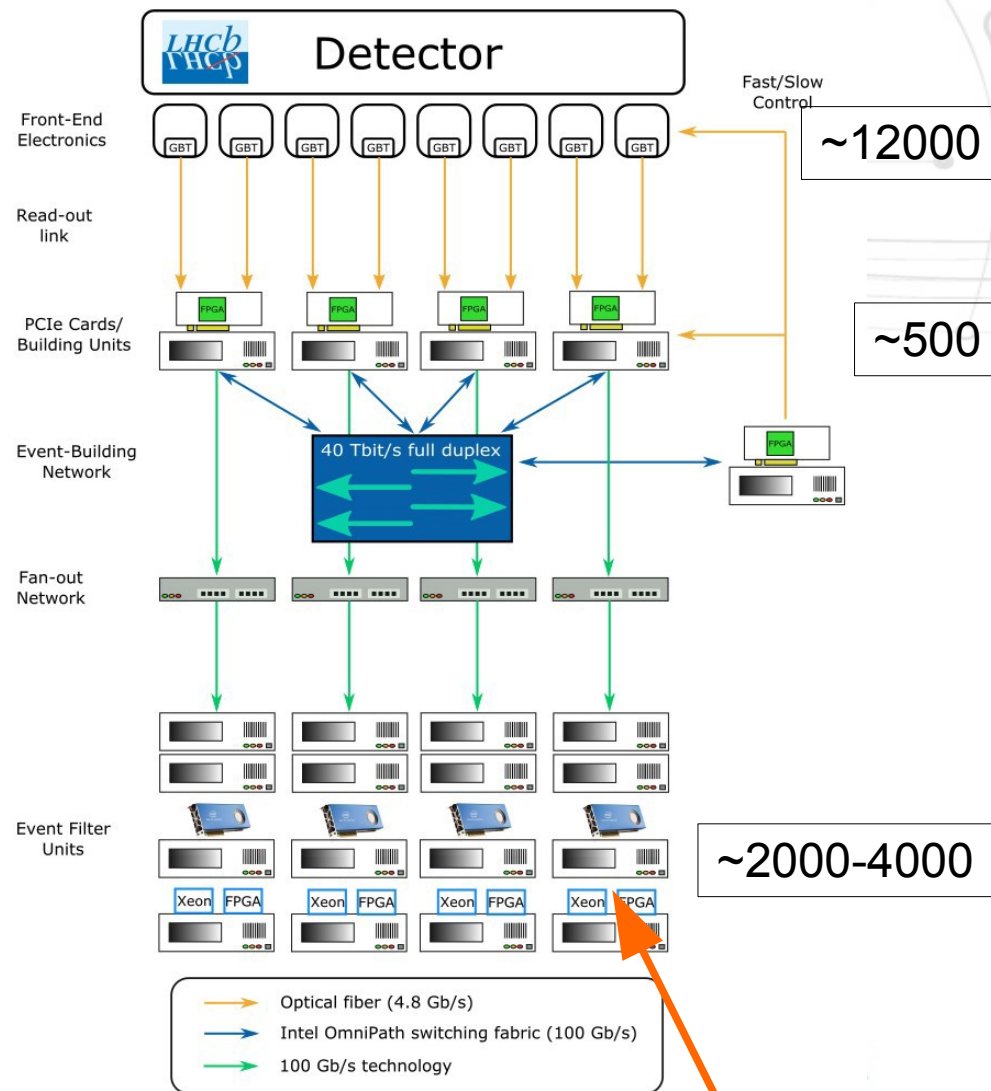 LHCb
LHCb
Detector
Fast/Slow
Control
Front-End
Electronics
GBT GBT GBT GBT GBT GBT GBT GBT
~12000
Read-out
link
FPGA FPGA FPGA FPGA
PCIe Cards/
Building Units
~500
Event-Building
Network
40 Tbit/s full duplex
FPGA
Fan-out
Network
Event Filter
Units
~2000-4000
Xeon FPGA Xeon FPGA Xeon FPGA Xeon FPGA
Optical fiber (4.8 Gb/s)
Intel OmniPath switching fabric (100 Gb/s)
100 Gb/s technology